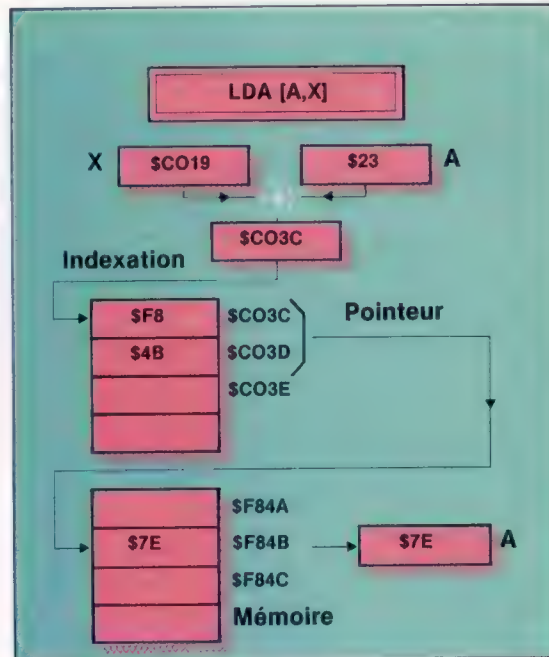 LDA [A,X]
X $CO19 $23 A
$CO3C
Indexation
$F8 $CO3C Pointeur
$4B $CO3D
$CO3E
$F84A
$7E $F84B $7E A
$F84C
Mémoire